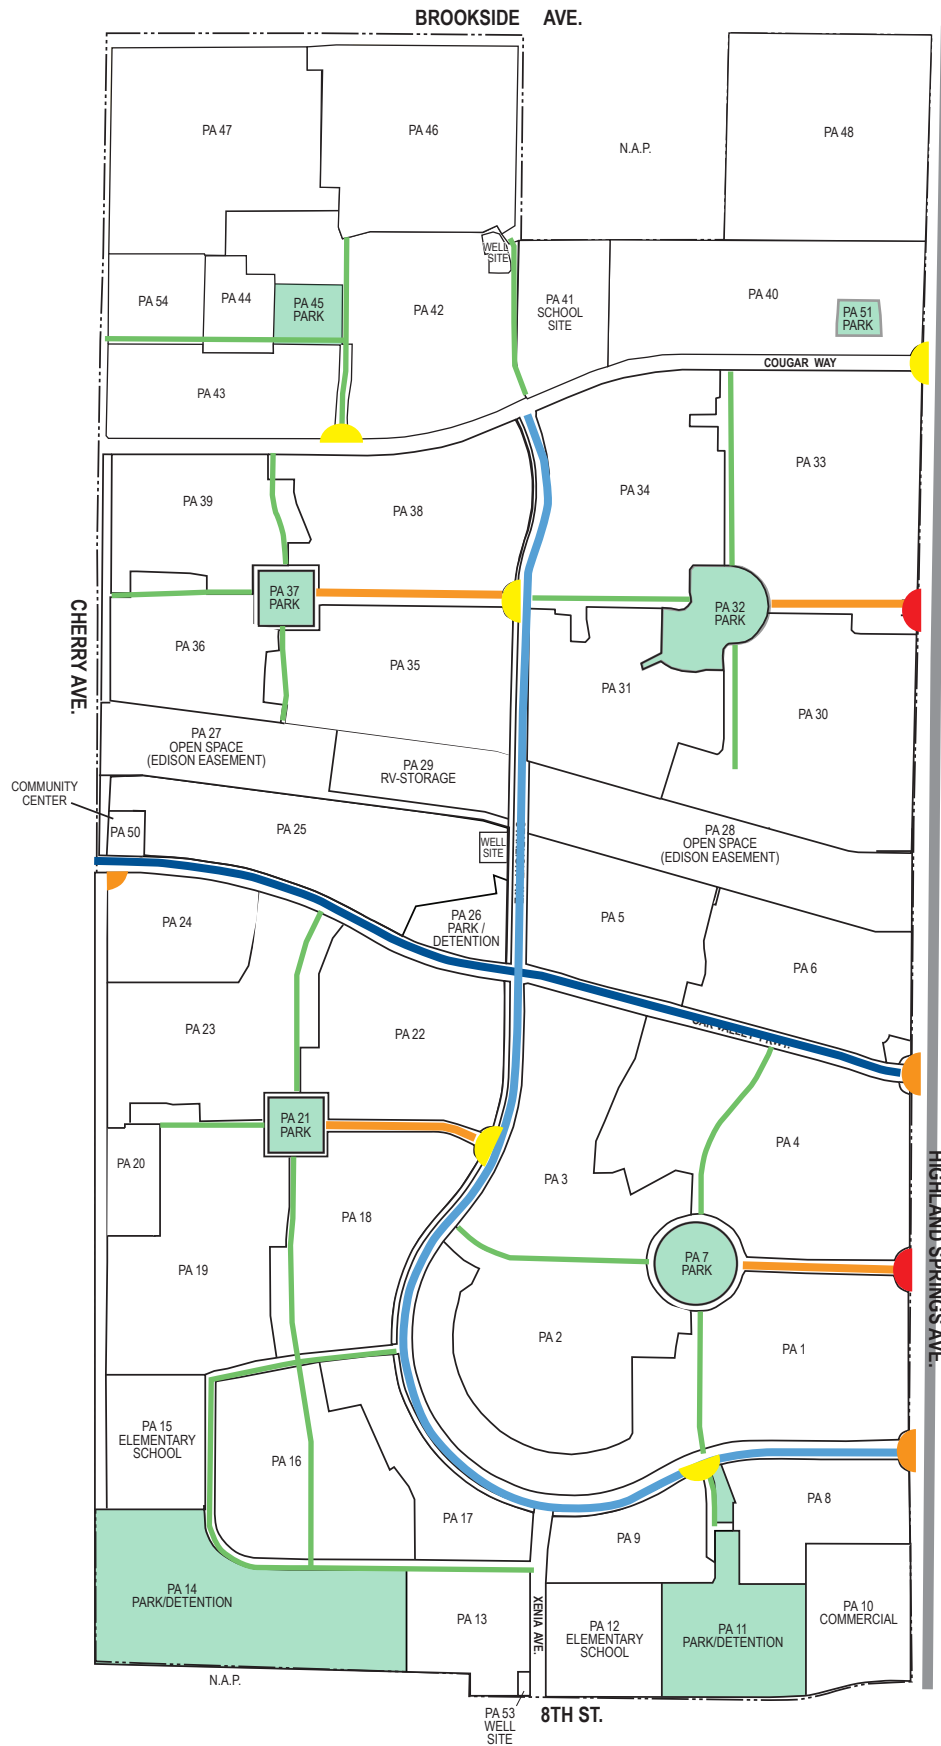 BROOKSIDE AVE.
PA 47
PA 46
N.A.P.
PA 48
WELL
SITE
PA 54
PA 44
PA 45
PARK
PA 42
PA 41
SCHOOL
SITE
PA 40
PA 51
PARK
COUGAR WAY
PA 43
PA 39
PA 38
PA 34
PA 33
PA 37
PARK
PA 32
PARK
CHERRY AVE.
PA 36
PA 35
PA 31
PA 30
PA 27
OPEN SPACE
(EDISON EASEMENT)
PA 29
RV-STORAGE
COMMUNITY
CENTER
PA 50
PA 25
WELL
SITE
PA 28
OPEN SPACE
(EDISON EASEMENT)
PA 24
PA 26
PARK /
DETENTION
PA 5
PA 6
PA 23
PA 22
OAK VALLEY PKWY.
PA 21
PARK
PA 20
PA 3
PA 4
HIGHLAND SPRINGS AVE.
PA 18
PA 19
PA 7
PARK
PA 2
PA 1
PA 15
ELEMENTARY
SCHOOL
PA 16
PA 17
PA 9
PA 8
PA 14
PARK/DETENTION
PA 13
XENIA AVE.
PA 12
ELEMENTARY
SCHOOL
PA 11
PARK/DETENTION
PA 10
COMMERCIAL
N.A.P.
PA 53
WELL
SITE
8TH ST.